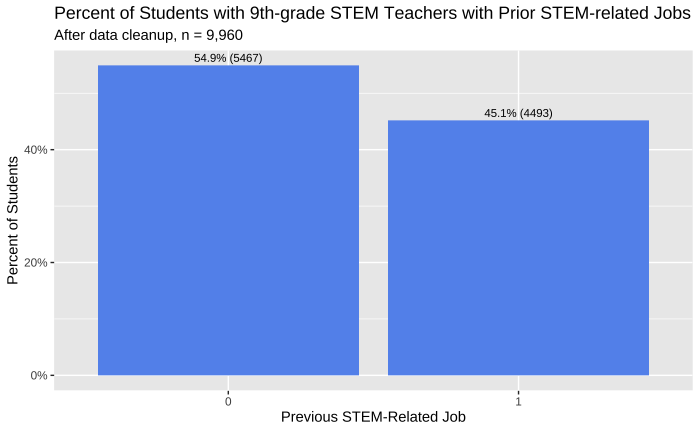 Percent of Students with 9th-grade STEM Teachers with Prior STEM-related Jobs
After data cleanup, n = 9,960
54.9% (5467)
45.1% (4493)
40%
20%
0%
Percent of Students
0
1
Previous STEM-Related Job